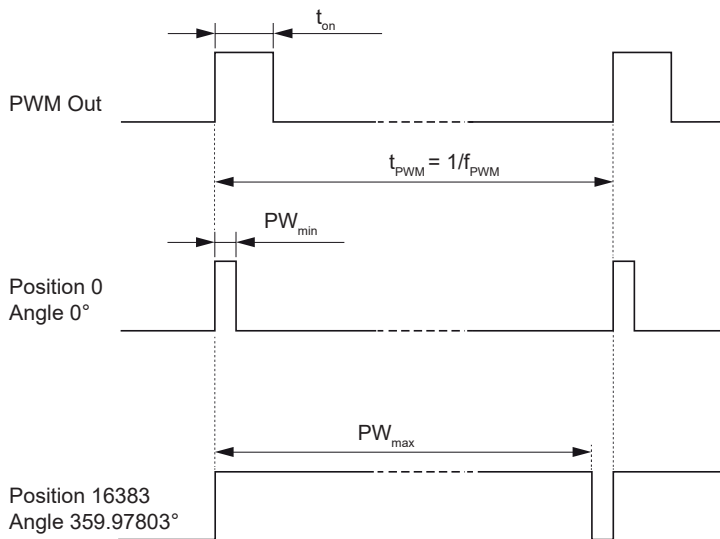 t_on
PWM Out
t_PWM = 1/f_PWM
PW_min
Position 0
Angle 0°
PW_max
Position 16383
Angle 359.97803°